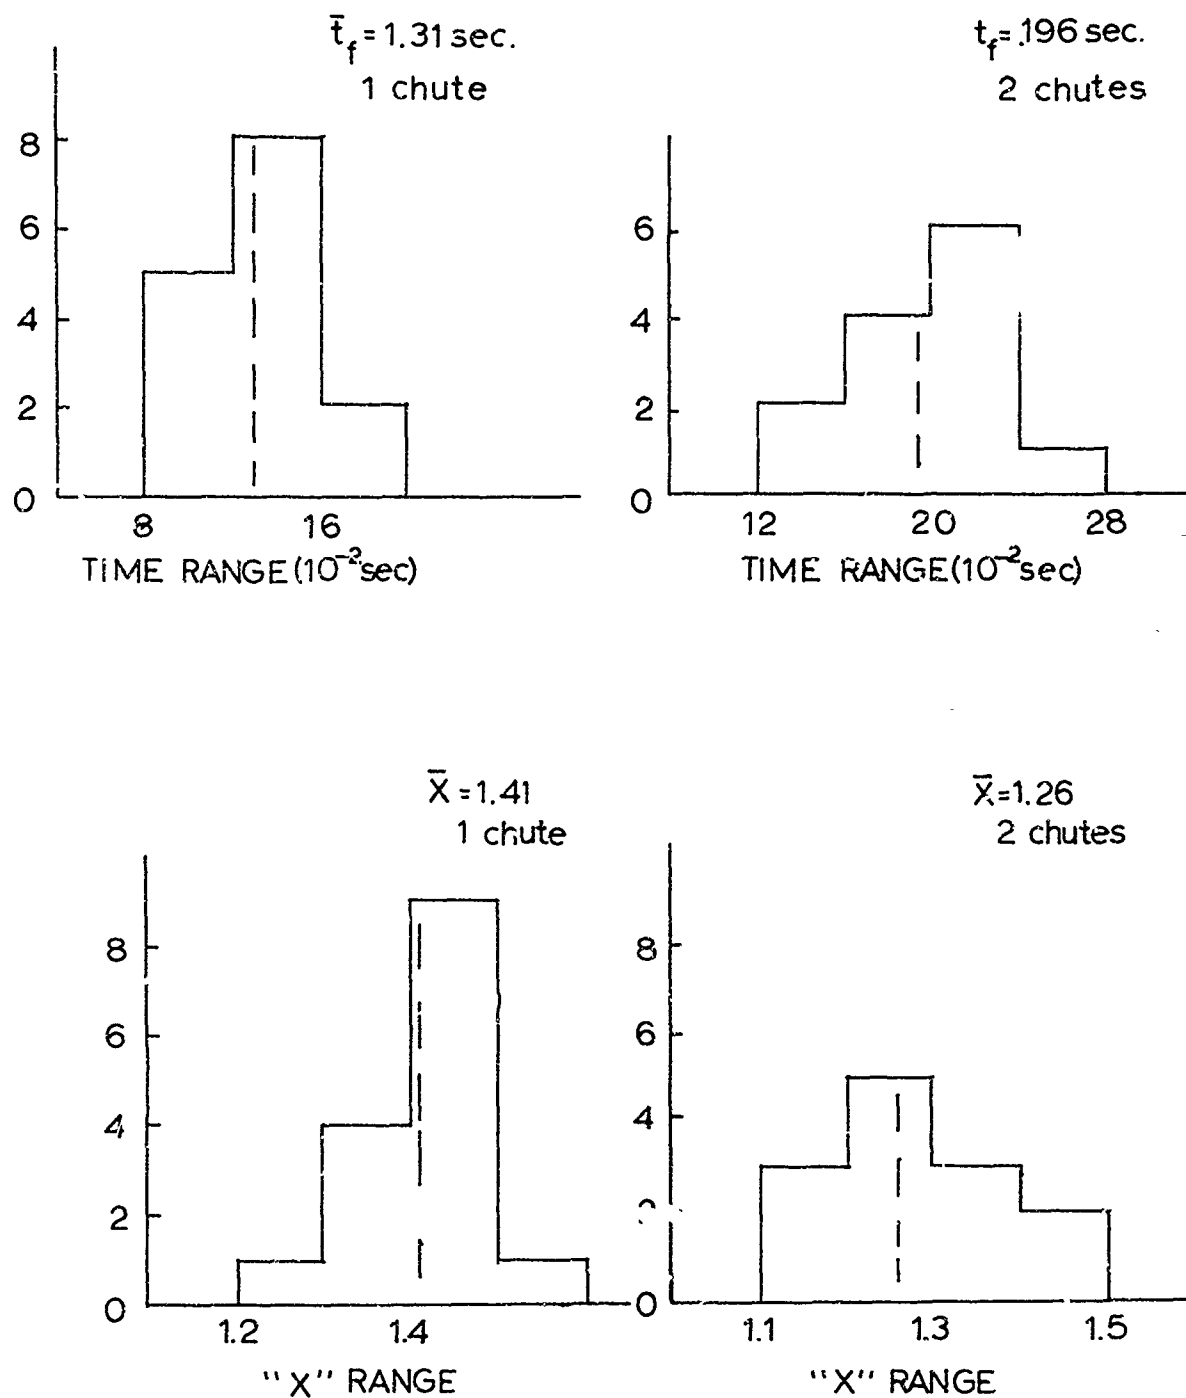 t̄f = 1.31 sec.
1 chute
8
6
4
2
0
8 16
TIME RANGE (10⁻² sec)
tf = .196 sec.
2 chutes
6
4
2
0
12 20 28
TIME RANGE (10⁻² sec)
X̄ = 1.41
1 chute
8
6
4
2
0
1.2 1.4
"X" RANGE
X̄ = 1.26
2 chutes
8
6
4
2
0
1.1 1.3 1.5
"X" RANGE